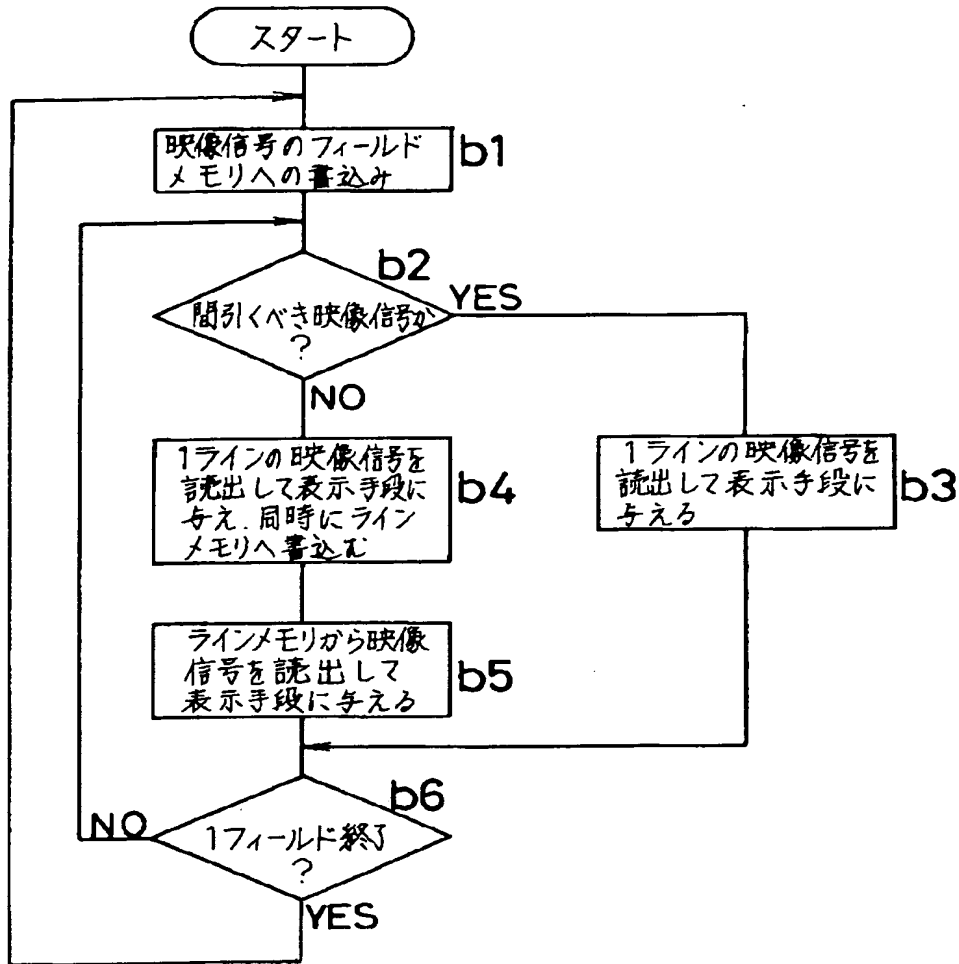 スタート
映像信号のフィールド
メモリへの書込み
b1
b2
間引くべき映像信号か
?
YES
NO
1ラインの映像信号を
読出して表示手段に
与え、同時にライン
メモリへ書込む
b4
1ラインの映像信号を
読出して表示手段に
与える
b3
ラインメモリから映像
信号を読出して
表示手段に与える
b5
b6
1フィールド終了
?
NO
YES